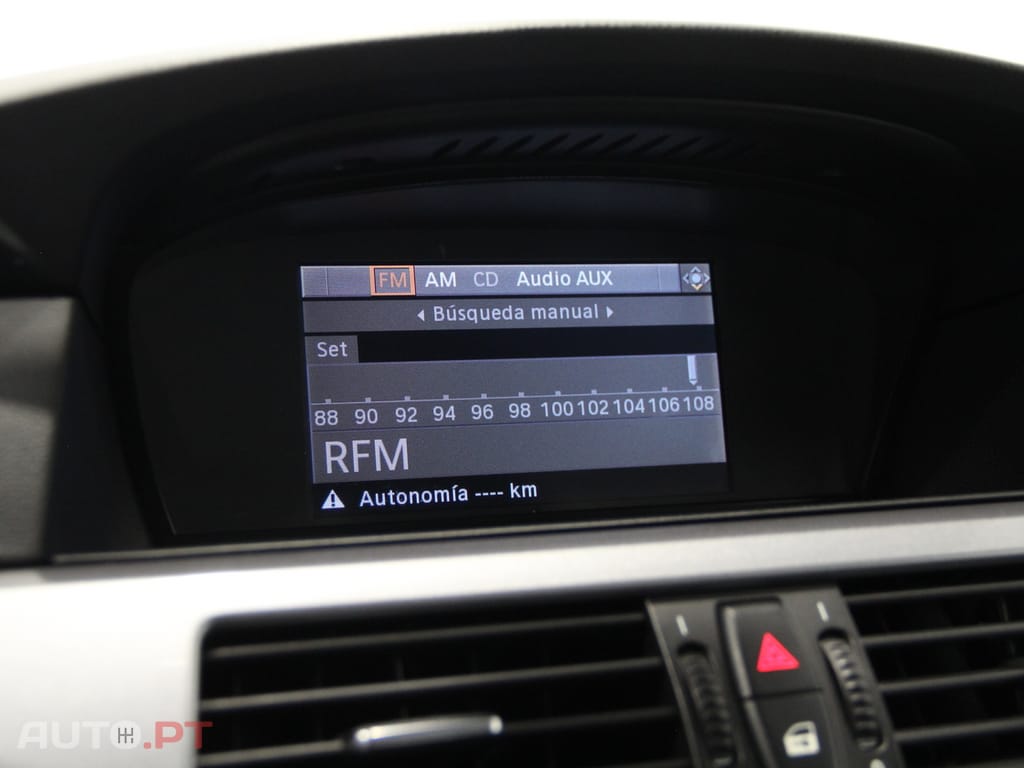 FM AM CD Audio AUX
Búsqueda manual
Set
88 90 92 94 96 98 100 102 104 106 108
RFM
Autonomía ---- km
AUTO.PT